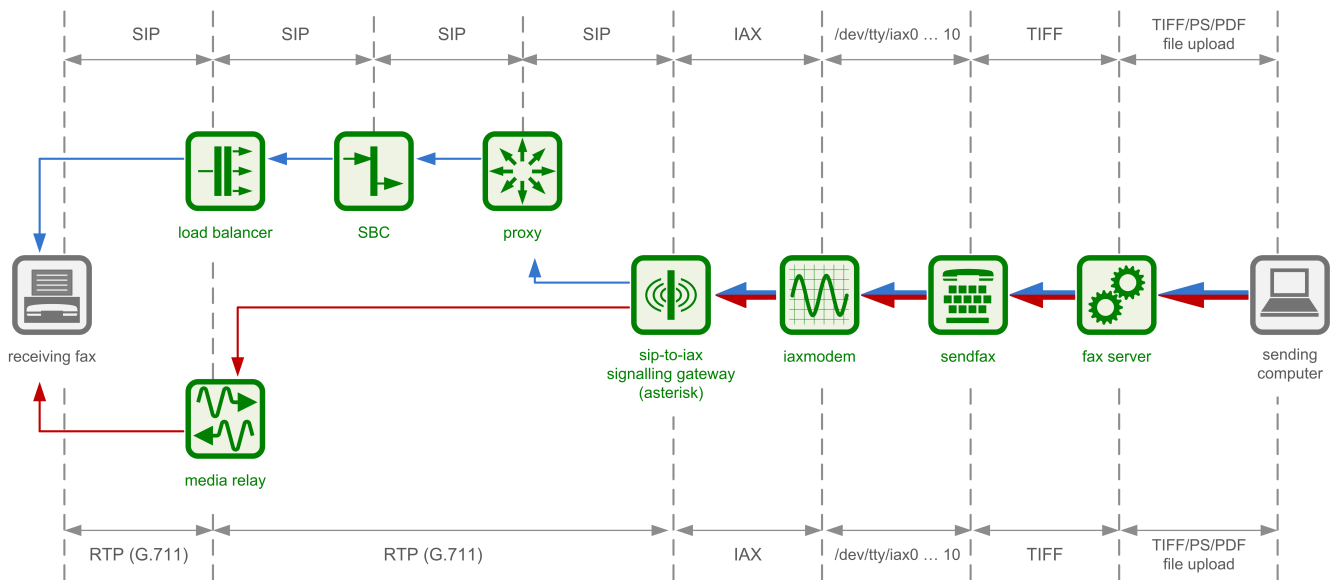 SIP
SIP
SIP
SIP
IAX
/dev/tty/iax0 ... 10
TIFF
TIFF/PS/PDF
file upload
load balancer
SBC
proxy
receiving fax
sip-to-iax
signalling gateway
(asterisk)
iaxmodem
sendfax
fax server
sending
computer
media relay
RTP (G.711)
RTP (G.711)
IAX
/dev/tty/iax0 ... 10
TIFF
TIFF/PS/PDF
file upload